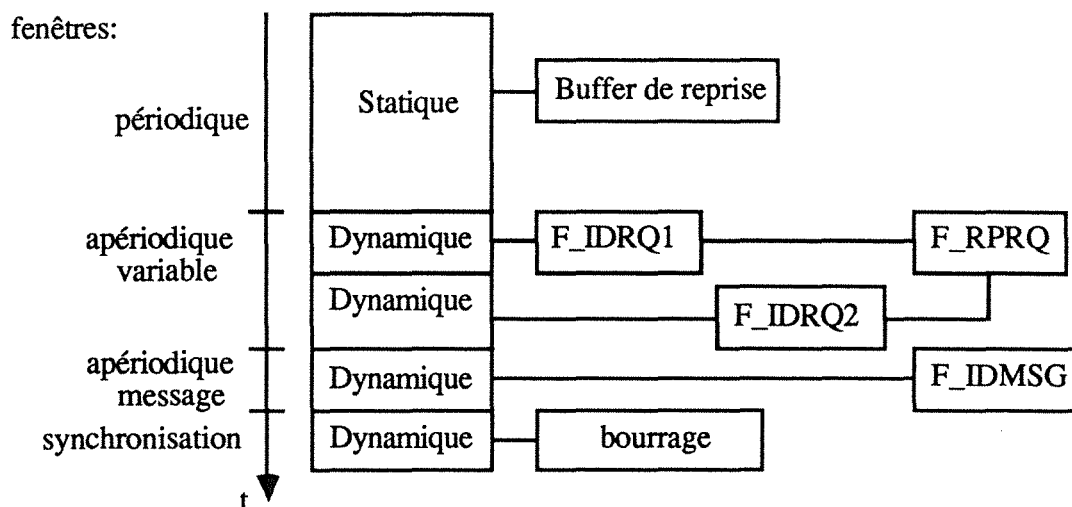 fenêtres:
Statique
Buffer de reprise
périodique
apériodique
variable
Dynamique
F_IDRQ1
F_RPRQ
Dynamique
F_IDRQ2
apériodique
message
Dynamique
F_IDMSG
synchronisation
Dynamique
bourrage
t